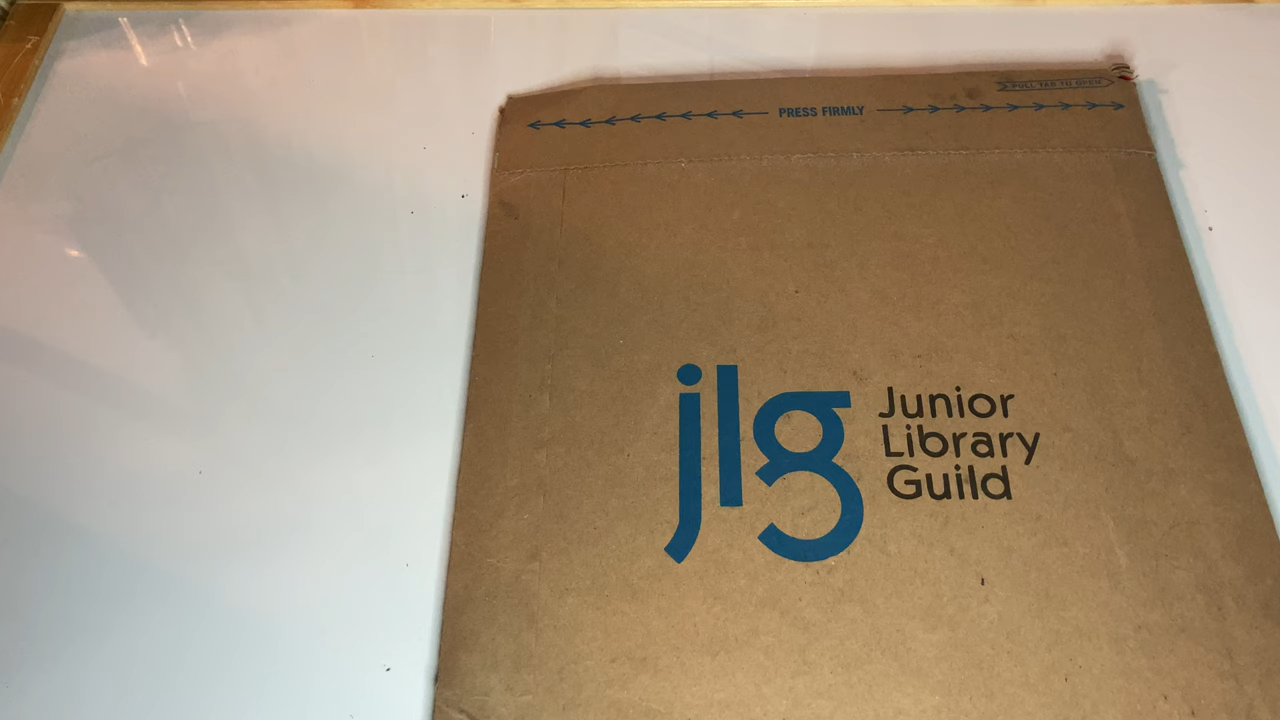 PULL TAB TO OPEN
PRESS FIRMLY
jlg
Junior
Library
Guild